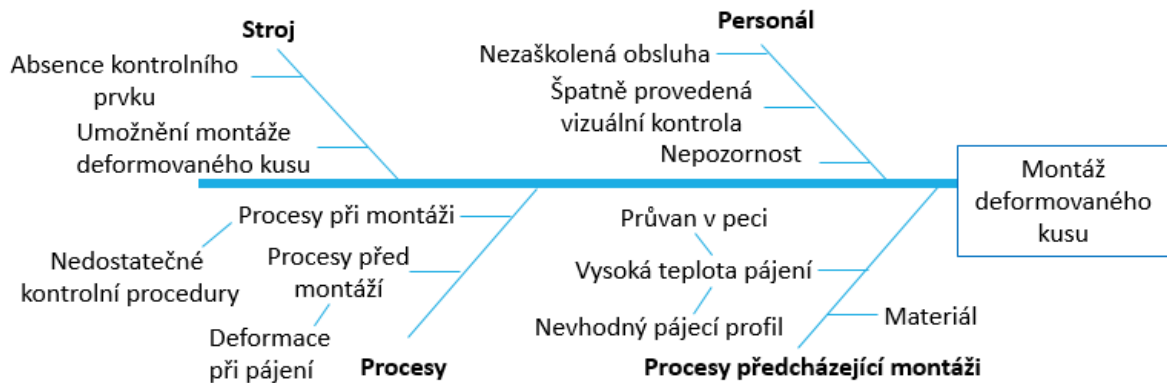 Stroj
Personál
Absence kontrolního
prvku
Umožnění montáže
deformovaného kusu
Nezaškolená obsluha
Špatně provedená
vizuální kontrola
Nepozornost
Montáž
deformovaného
kusu
Procesy při montáži
Nedostatečné
kontrolní procedury
Procesy před
montáží
Deformace
při pájení
Procesy
Průvan v peci
Vysoká teplota pájení
Nevhodný pájecí profil
Materiál
Procesy předcházející montáži